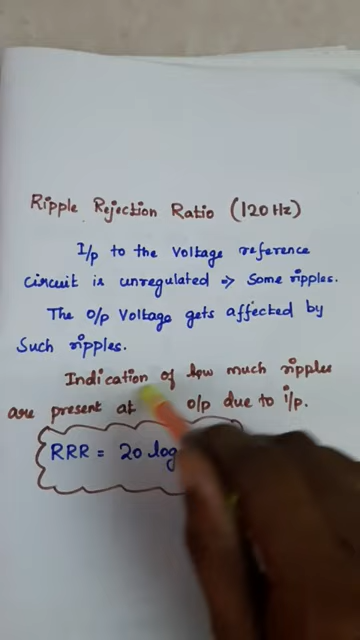 Ripple Rejection Ratio (120 Hz)
I/p to the Voltage reference
circuit is unregulated => Some ripples.
The O/p Voltage gets affected by
Such ripples.
Indication of how much ripples
are present at O/p due to i/p.
RRR = 20 log